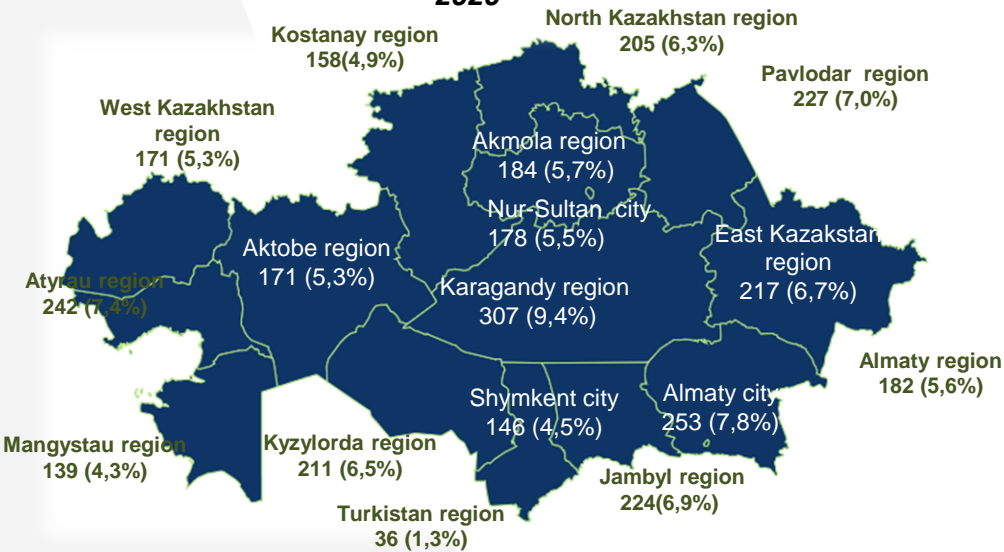 North Kazakhstan region
205 (6,3%)
Kostanay region
158(4,9%)
Pavlodar region
227 (7,0%)
West Kazakhstan
region
171 (5,3%)
Akmola region
184 (5,7%)
Nur-Sultan city
178 (5,5%)
East Kazakstan
region
217 (6,7%)
Aktobe region
171 (5,3%)
Atyrau region
242 (7,4%)
Karagandy region
307 (9,4%)
Almaty region
182 (5,6%)
Shymkent city
146 (4,5%)
Almaty city
253 (7,8%)
Mangystau region
139 (4,3%)
Kyzylorda region
211 (6,5%)
Jambyl region
224(6,9%)
Turkistan region
36 (1,3%)